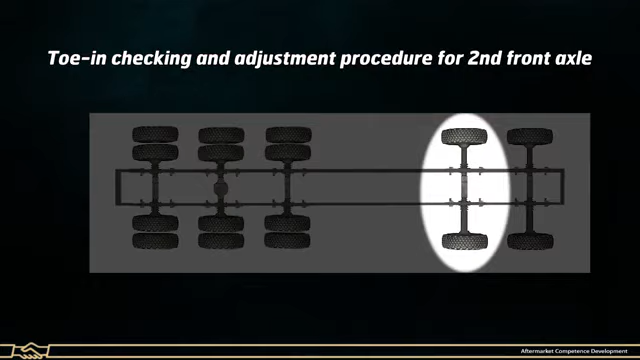 Toe-in checking and adjustment procedure for 2nd front axle
Aftermarket Competence Development